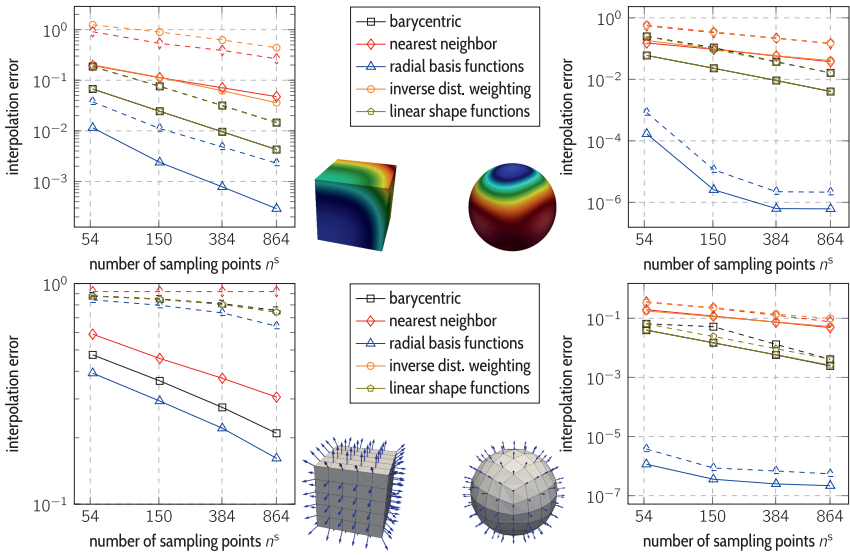 10^0
10^-1
10^-2
10^-3
interpolation error
54 150 384 864
number of sampling points n^s
barycentric
nearest neighbor
radial basis functions
inverse dist. weighting
linear shape functions
10^0
10^-2
10^-4
10^-6
interpolation error
54 150 384 864
number of sampling points n^s
10^0
10^-1
interpolation error
54 150 384 864
number of sampling points n^s
barycentric
nearest neighbor
radial basis functions
inverse dist. weighting
linear shape functions
10^-1
10^-3
10^-5
10^-7
interpolation error
54 150 384 864
number of sampling points n^s